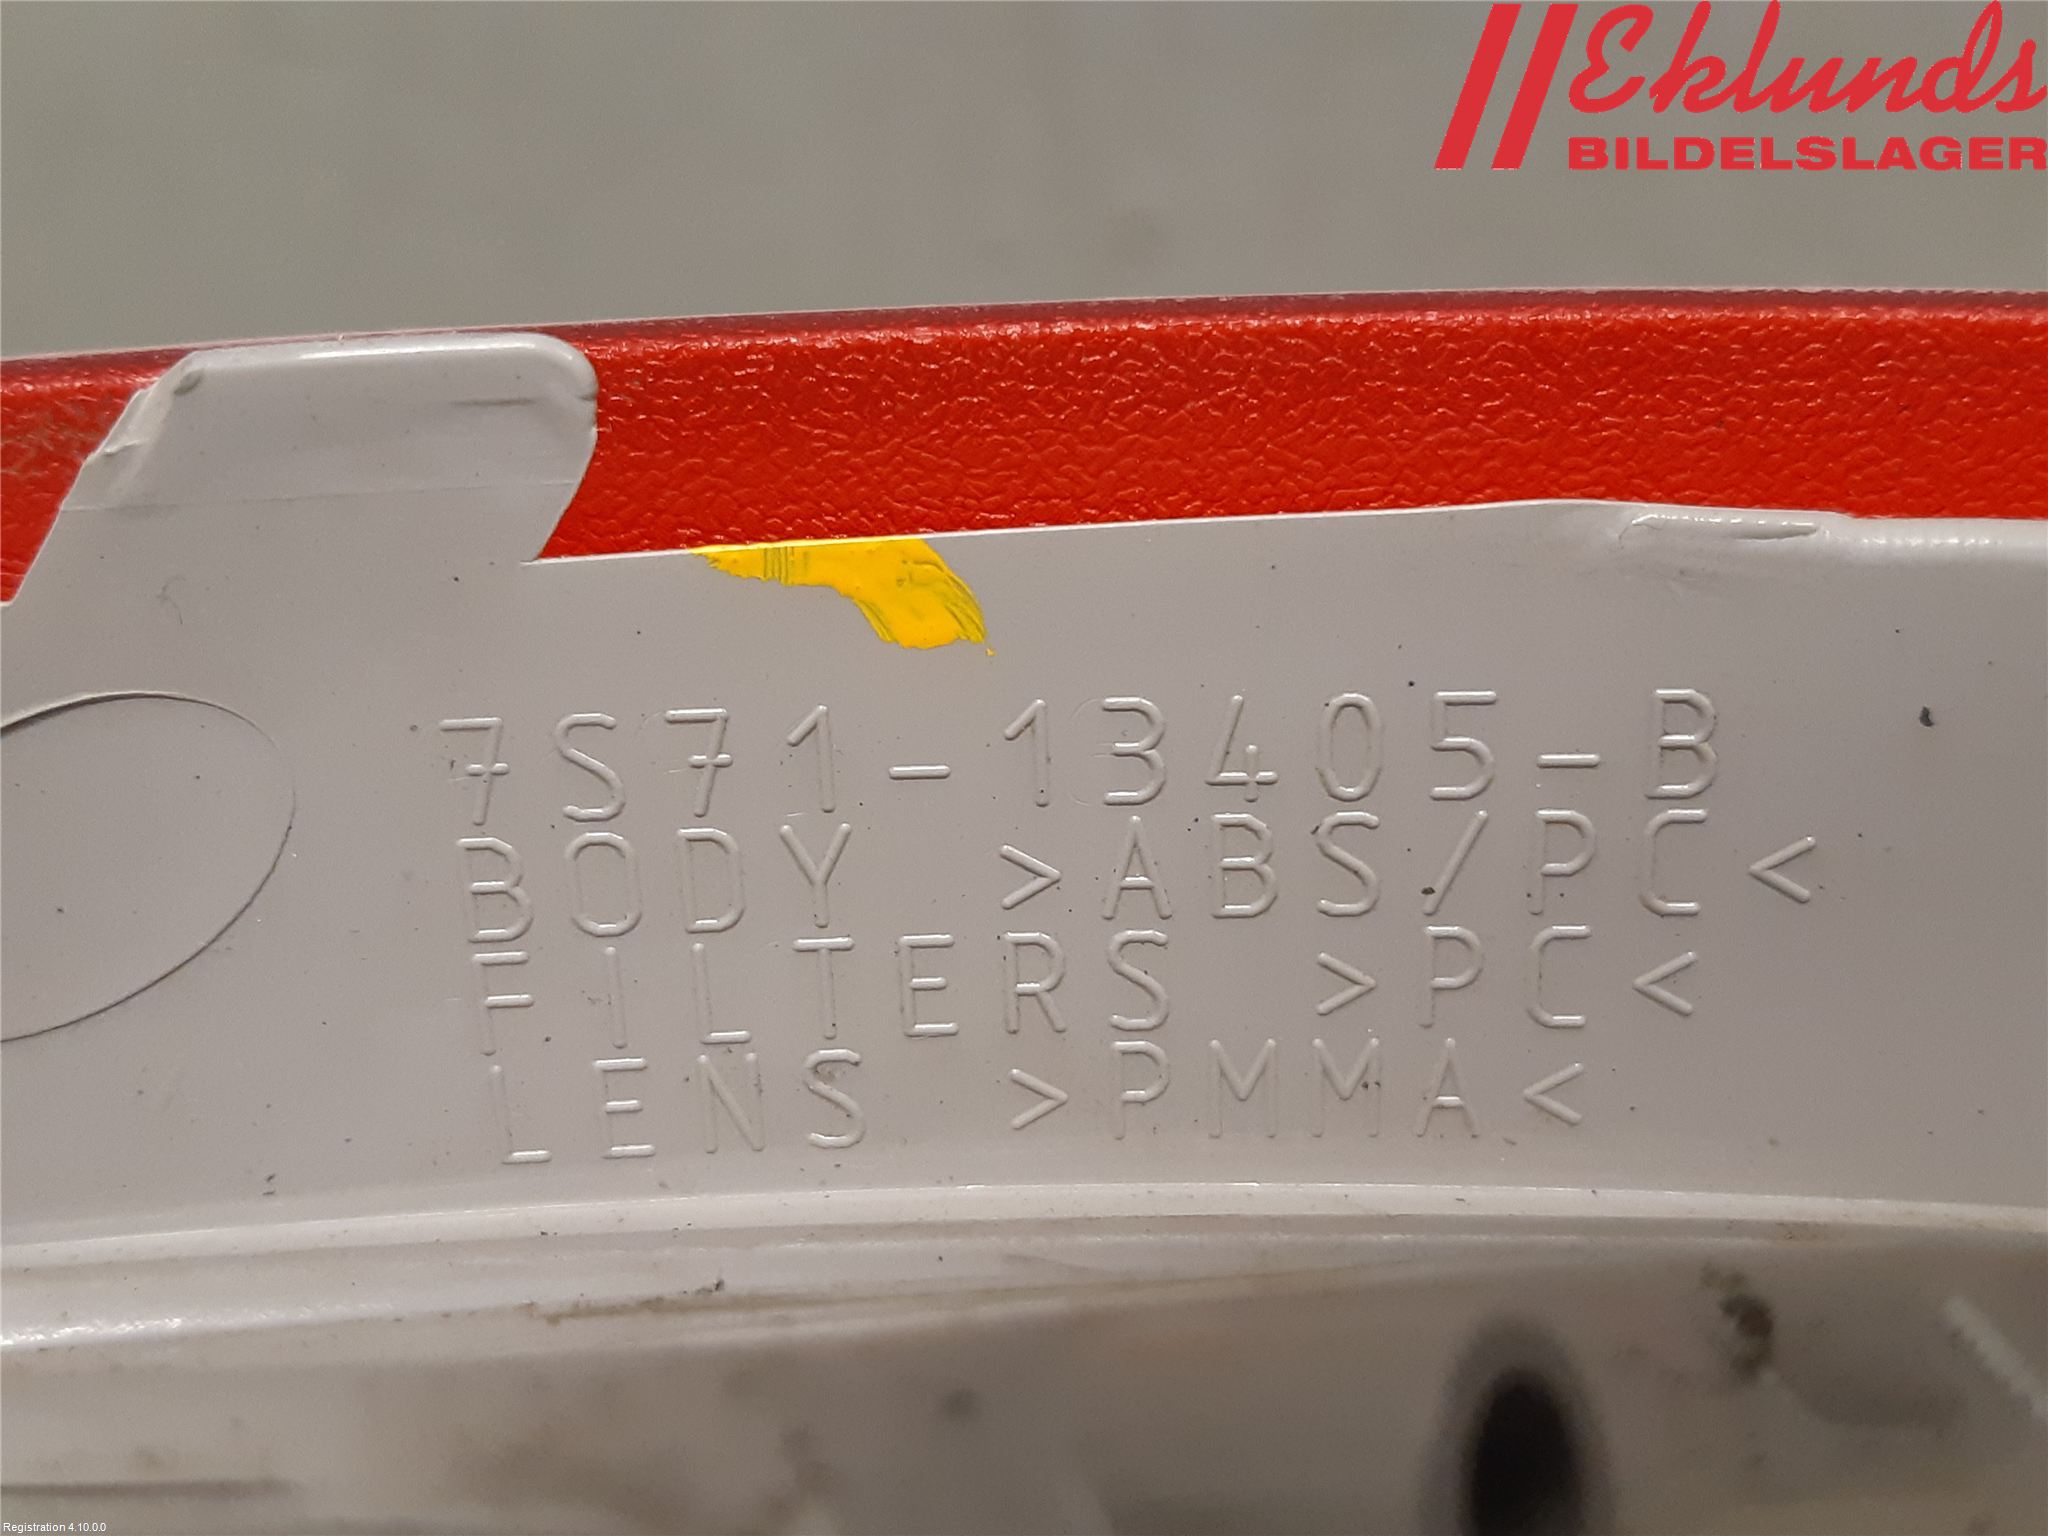 Eklunds
BILDELSLAGER
7S71-13405-B
BODY >ABS/PC<
FILTERS >PC<
LENS >PMMA<
Registration 4.10.0.0